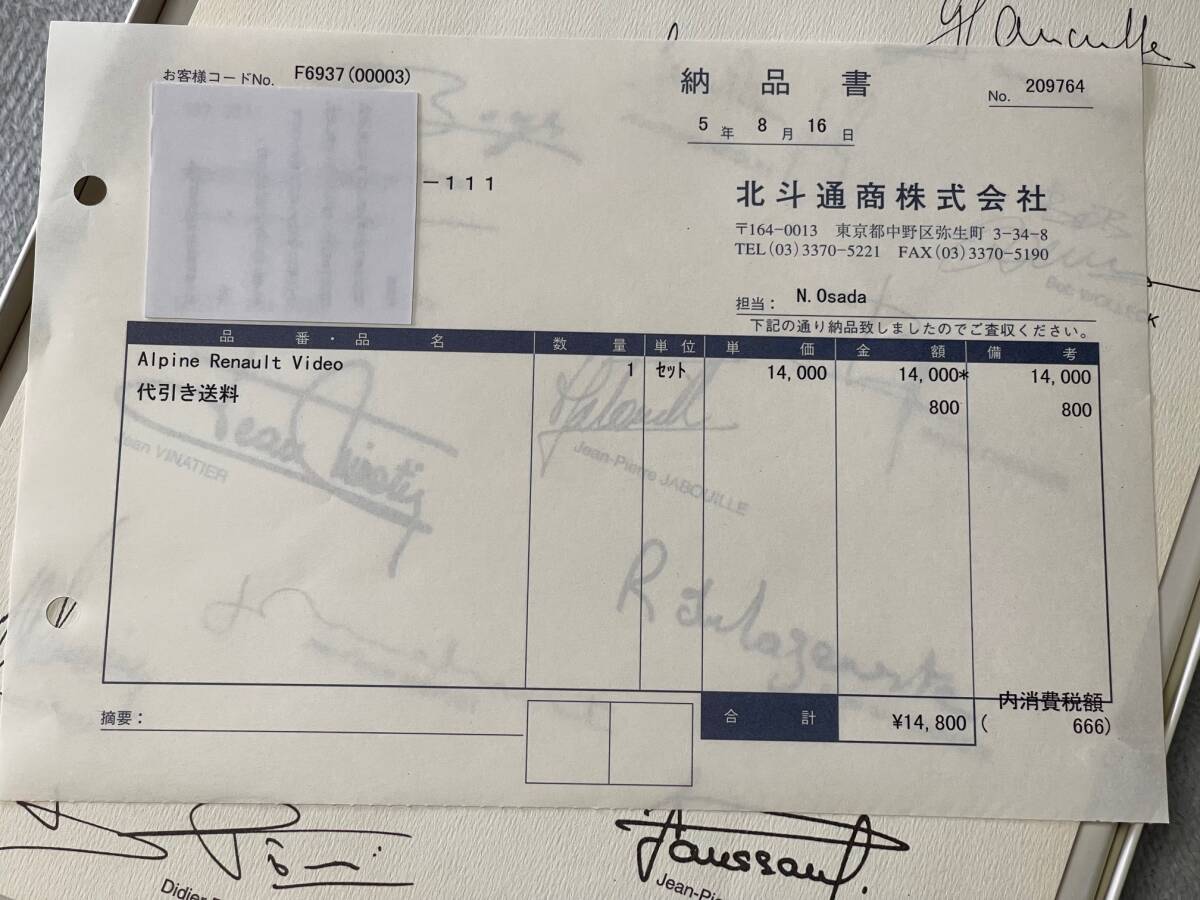 お客様コードNo. F6937(00003)
納品書
No. 209764
5年 8月 16日
－111
北斗通商株式会社
〒164-0013 東京都中野区弥生町 3-34-8
TEL(03)3370-5221 FAX(03)3370-5190
担当： N.Osada
下記の通り納品致しましたのでご査収ください。
品番・品名 数量 単位 単価 金額 備考
Alpine Renault Video 1 ｾｯﾄ 14,000 14,000* 14,000
代引き送料 800 800
Jean VINATIER
Jean-Pierre JABOUILLE
Bob WOLLECK
摘要：
合計 ¥14,800
内消費税額
( 666)
Didier
Jaussaud.